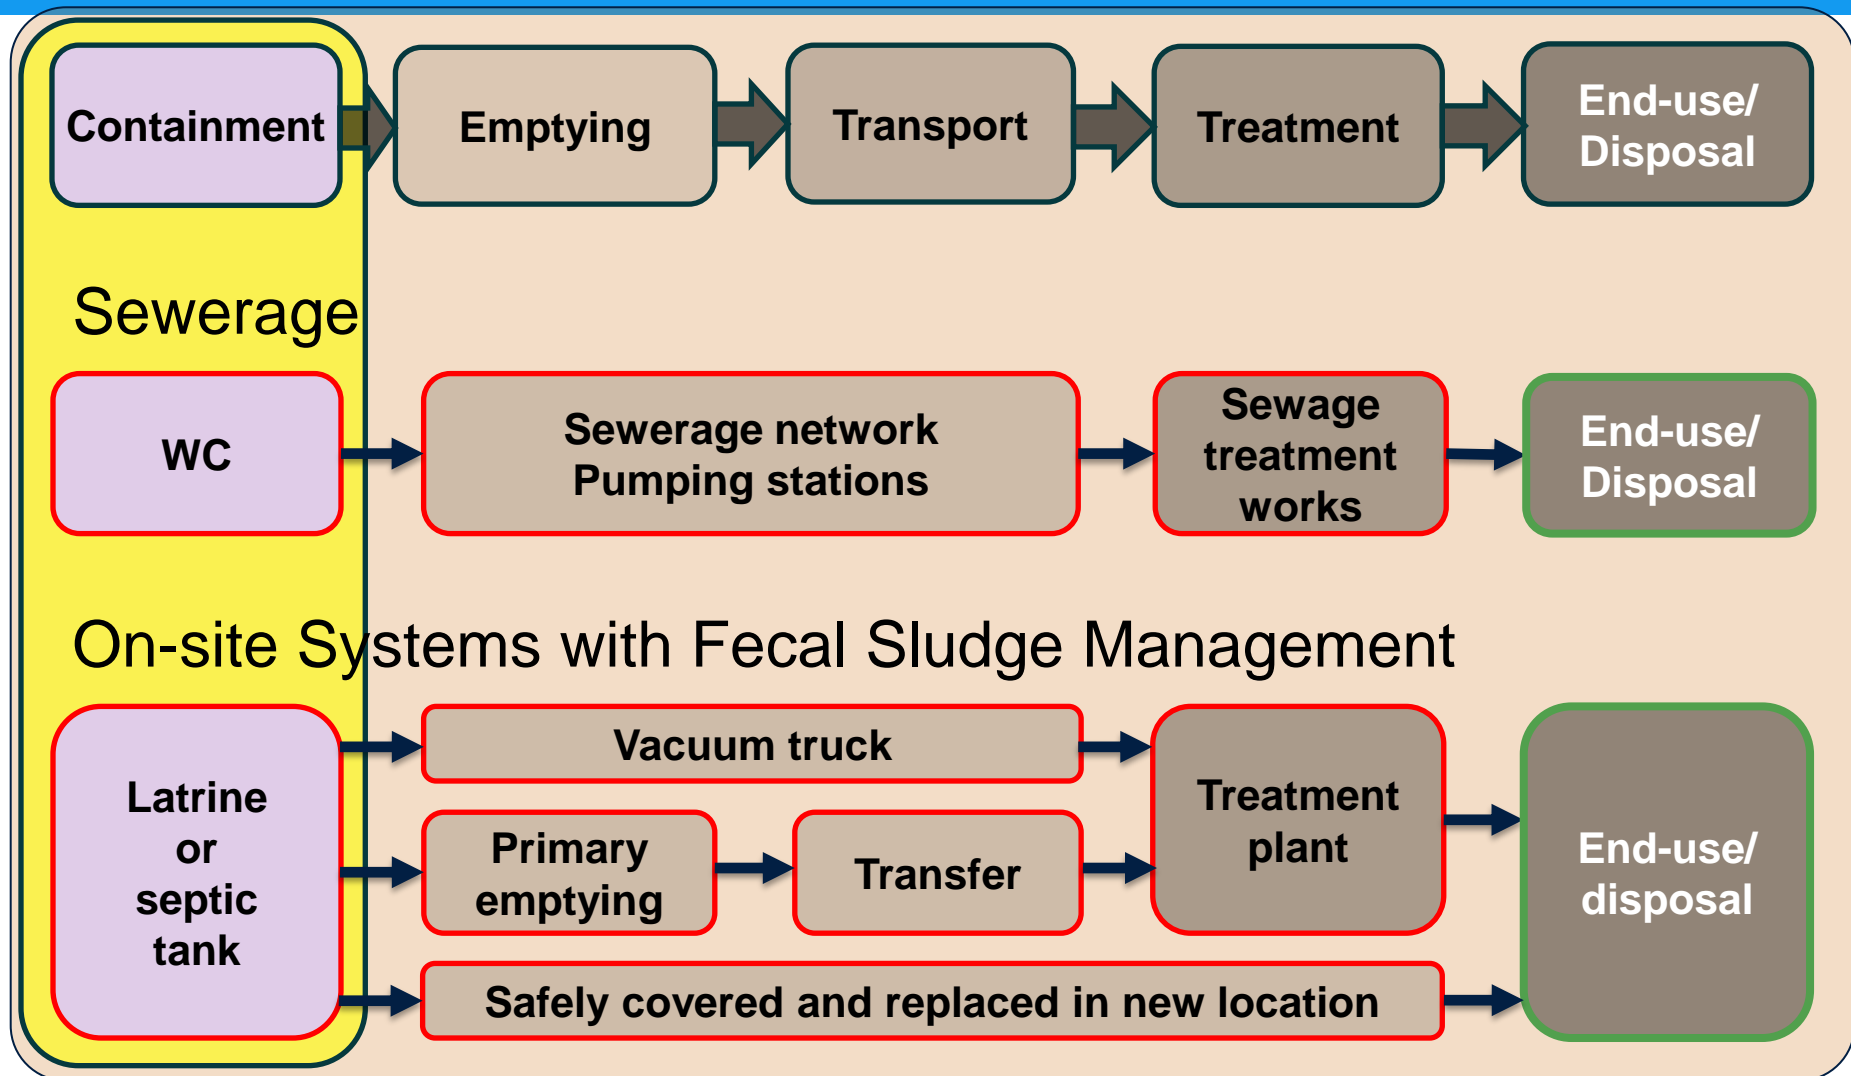 Containment
Emptying
Transport
Treatment
End-use/
Disposal
Sewerage
WC
Sewerage network
Pumping stations
Sewage
treatment
works
End-use/
Disposal
On-site Systems with Fecal Sludge Management
Latrine
or
septic
tank
Vacuum truck
Primary
emptying
Transfer
Treatment
plant
Safely covered and replaced in new location
End-use/
disposal